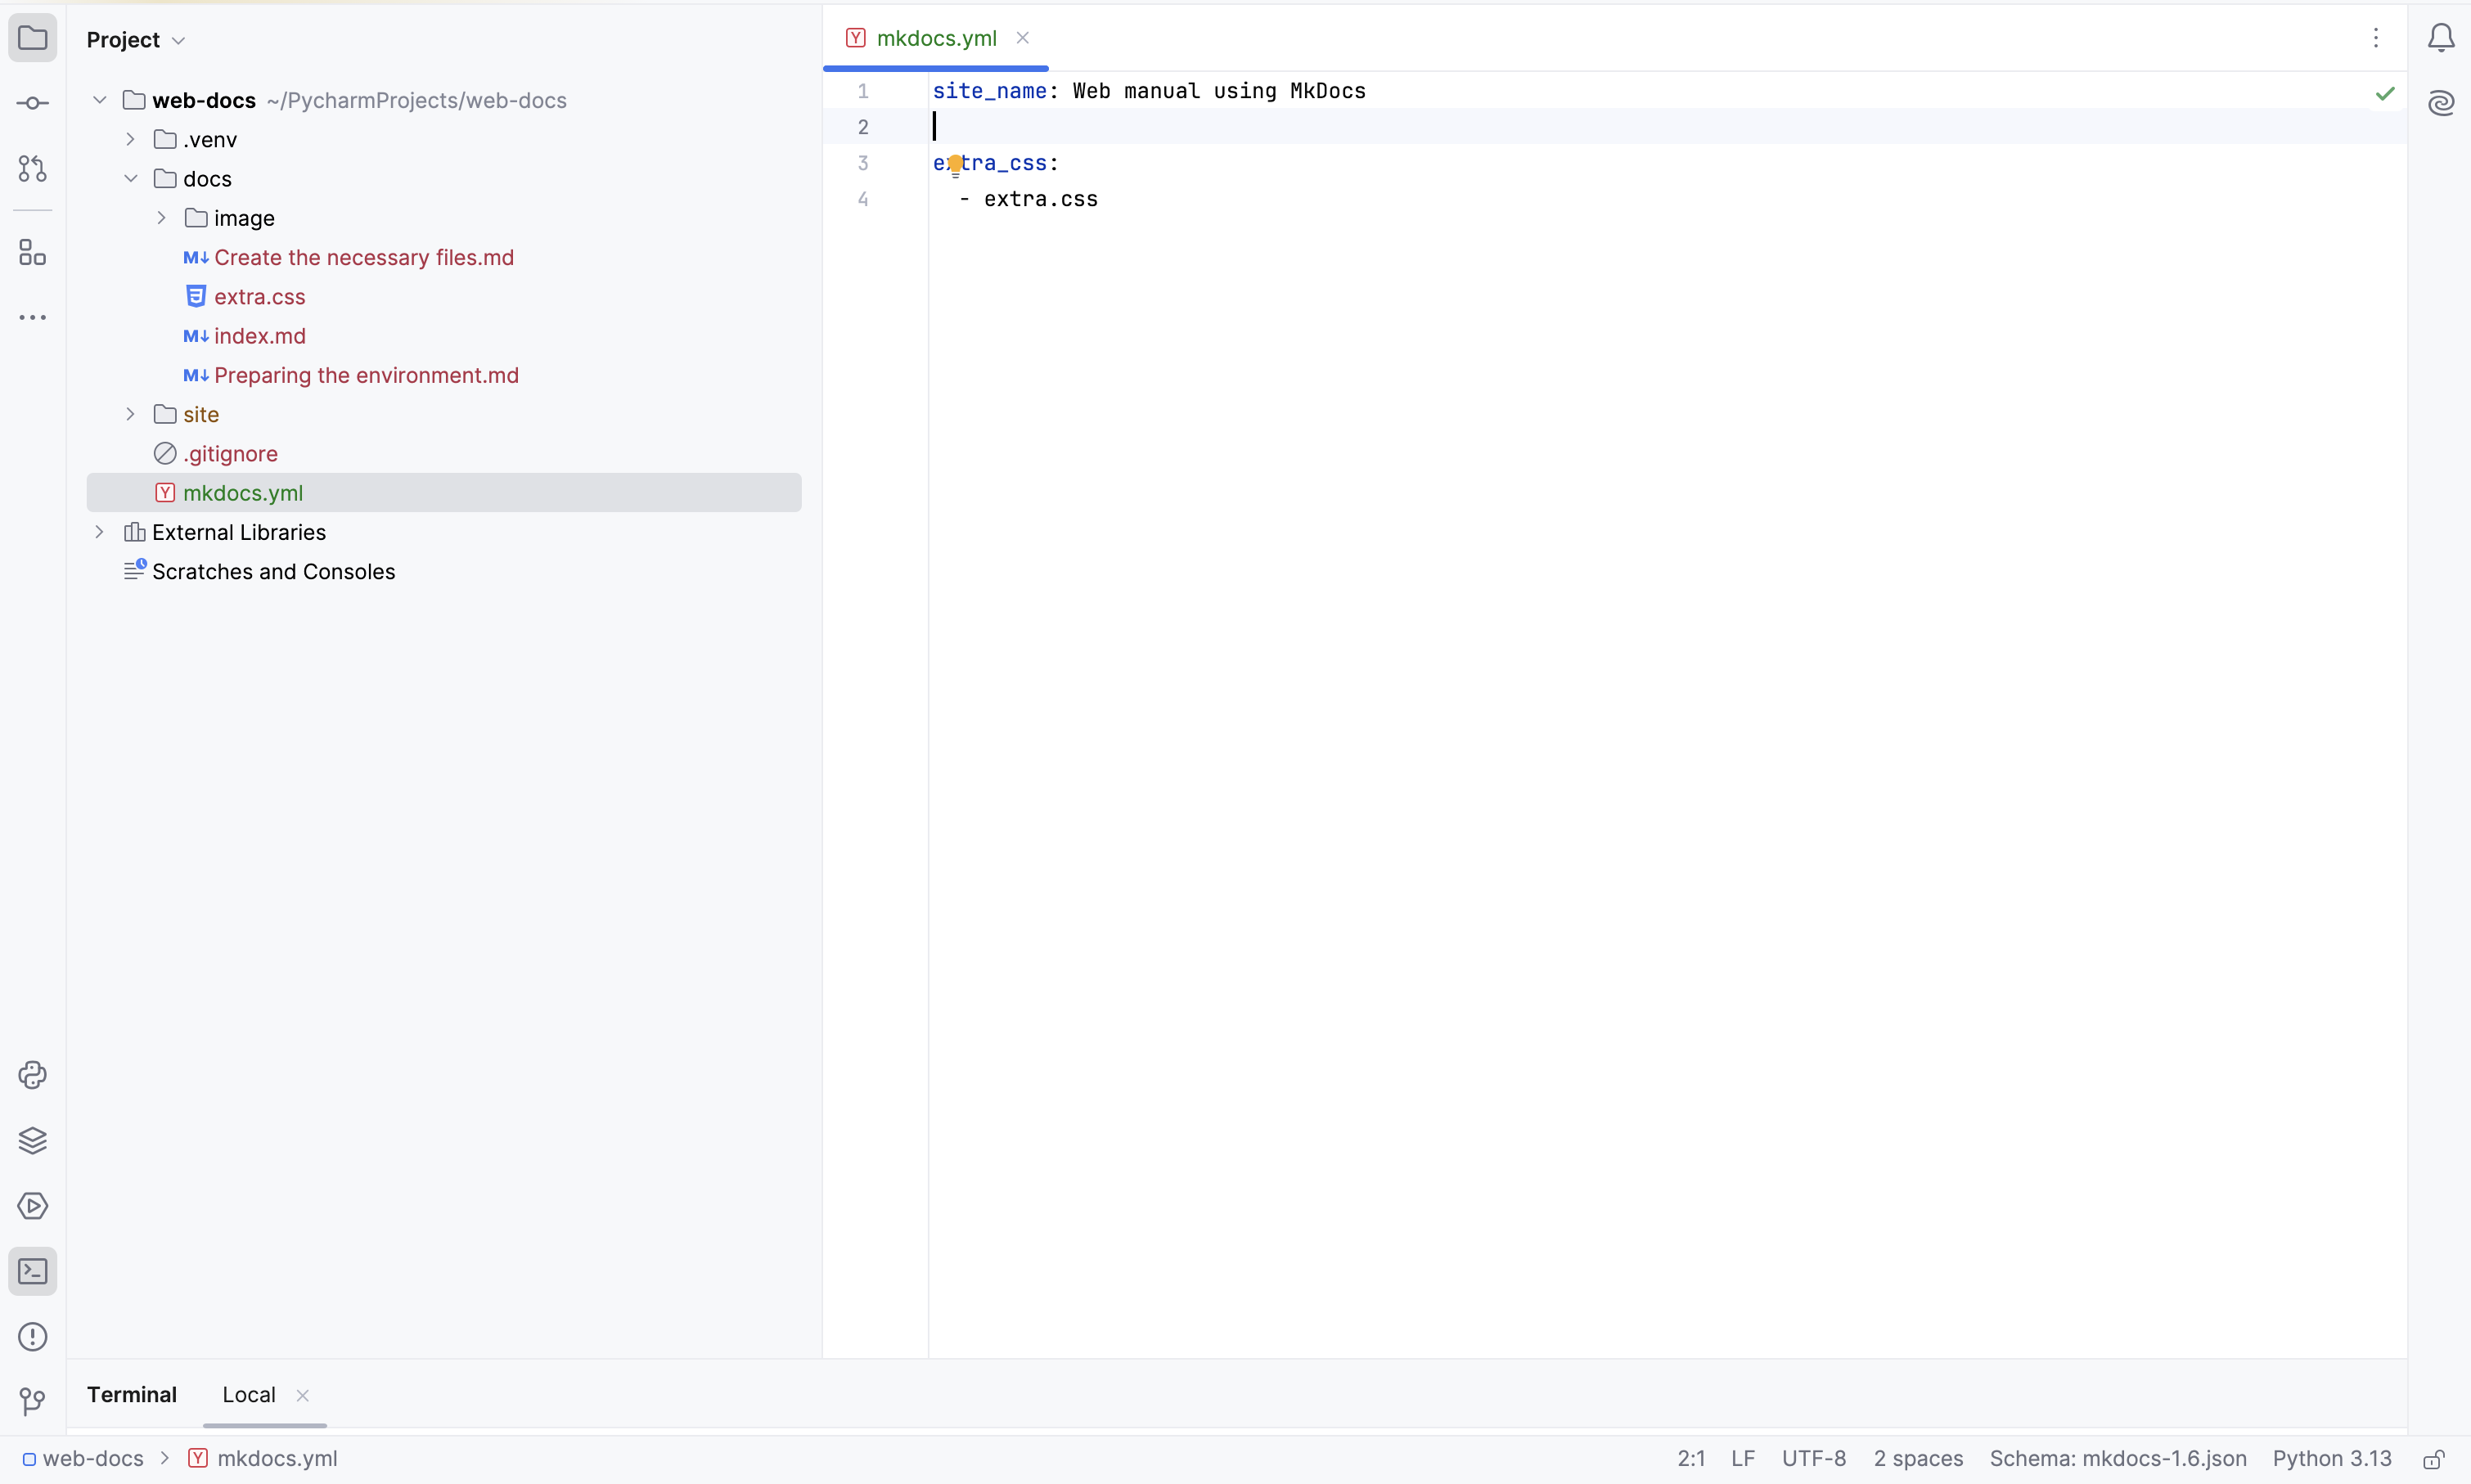 Project
web-docs ~/PycharmProjects/web-docs
.venv
docs
image
M↓ Create the necessary files.md
extra.css
M↓ index.md
M↓ Preparing the environment.md
site
.gitignore
Y mkdocs.yml
External Libraries
Scratches and Consoles
Y mkdocs.yml
1 site_name: Web manual using MkDocs
2
3 extra_css:
4 - extra.css
Terminal Local
web-docs > Y mkdocs.yml
2:1 LF UTF-8 2 spaces Schema: mkdocs-1.6.json Python 3.13